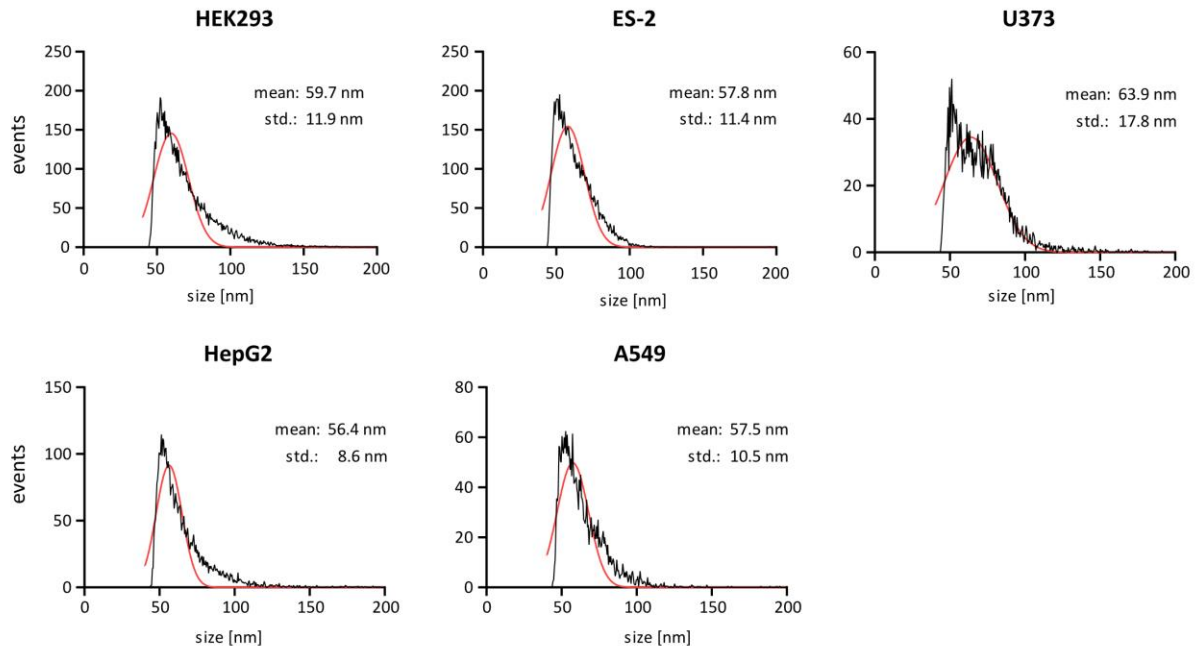 HEK293
250
200
150
100
50
0
events
mean: 59.7 nm
std.: 11.9 nm
0 50 100 150 200
size [nm]
ES-2
250
200
150
100
50
0
mean: 57.8 nm
std.: 11.4 nm
0 50 100 150 200
size [nm]
U373
60
40
20
0
mean: 63.9 nm
std.: 17.8 nm
0 50 100 150 200
size [nm]
HepG2
150
100
50
0
events
mean: 56.4 nm
std.: 8.6 nm
0 50 100 150 200
size [nm]
A549
80
60
40
20
0
mean: 57.5 nm
std.: 10.5 nm
0 50 100 150 200
size [nm]